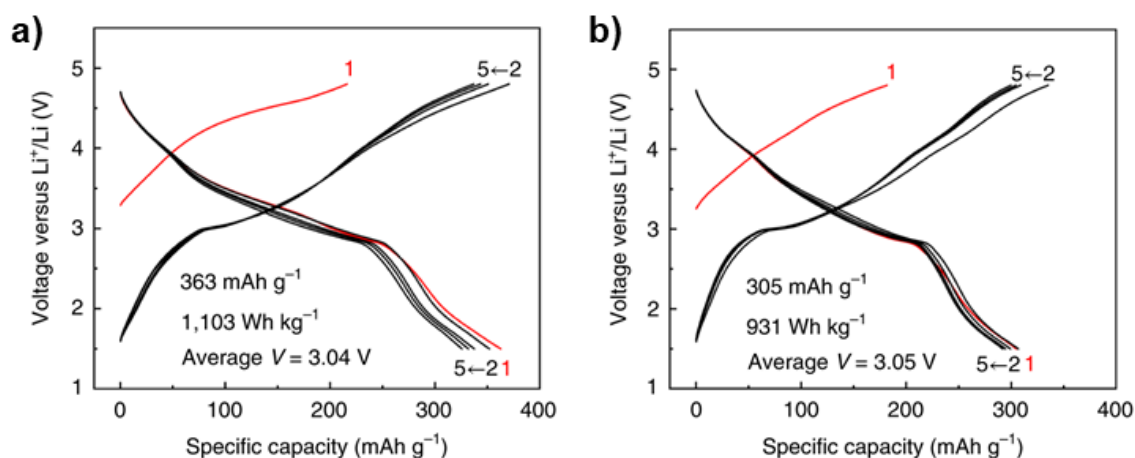 a)
Voltage versus Li⁺/Li (V)
5
4
3
2
1
1
5←2
363 mAh g⁻¹
1,103 Wh kg⁻¹
Average V = 3.04 V
5←2 1
0 100 200 300 400
Specific capacity (mAh g⁻¹)
b)
Voltage versus Li⁺/Li (V)
5
4
3
2
1
1
5←2
305 mAh g⁻¹
931 Wh kg⁻¹
Average V = 3.05 V
5←2 1
0 100 200 300 400
Specific capacity (mAh g⁻¹)